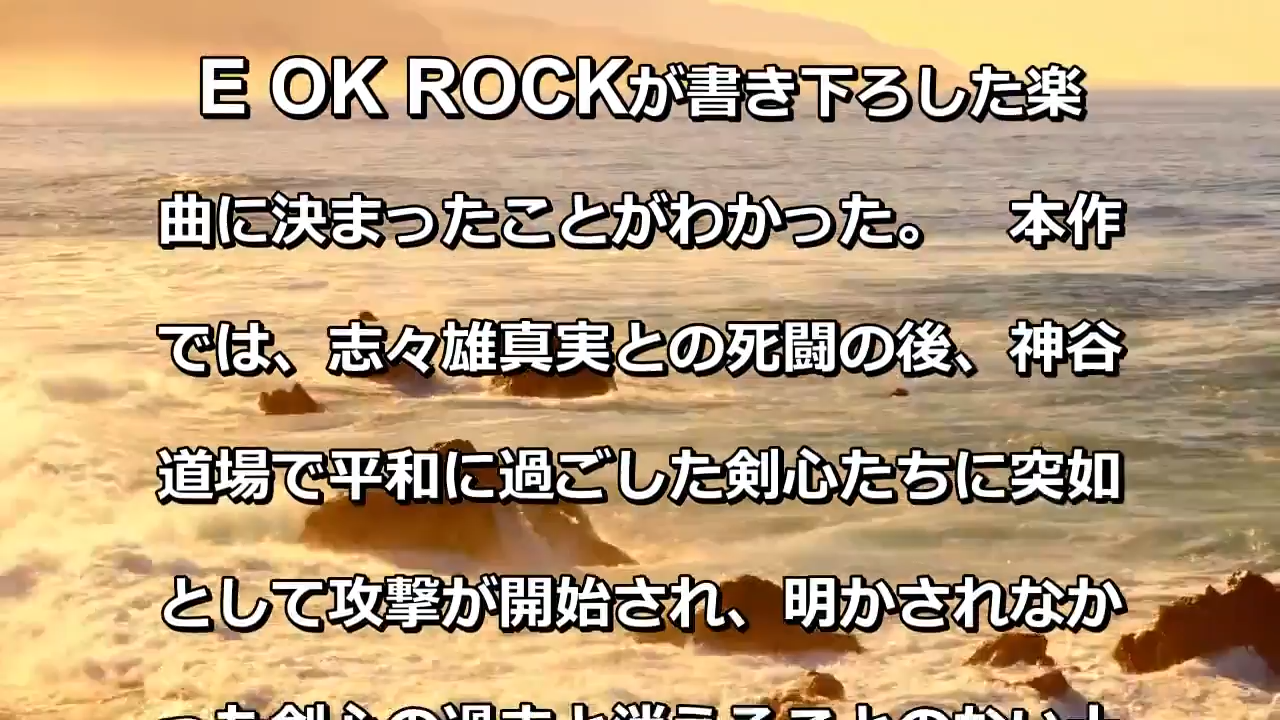 E OK ROCKが書き下ろした楽
曲に決まったことがわかった。　本作
では、志々雄真実との死闘の後、神谷
道場で平和に過ごした剣心たちに突如
として攻撃が開始され、明かされなか